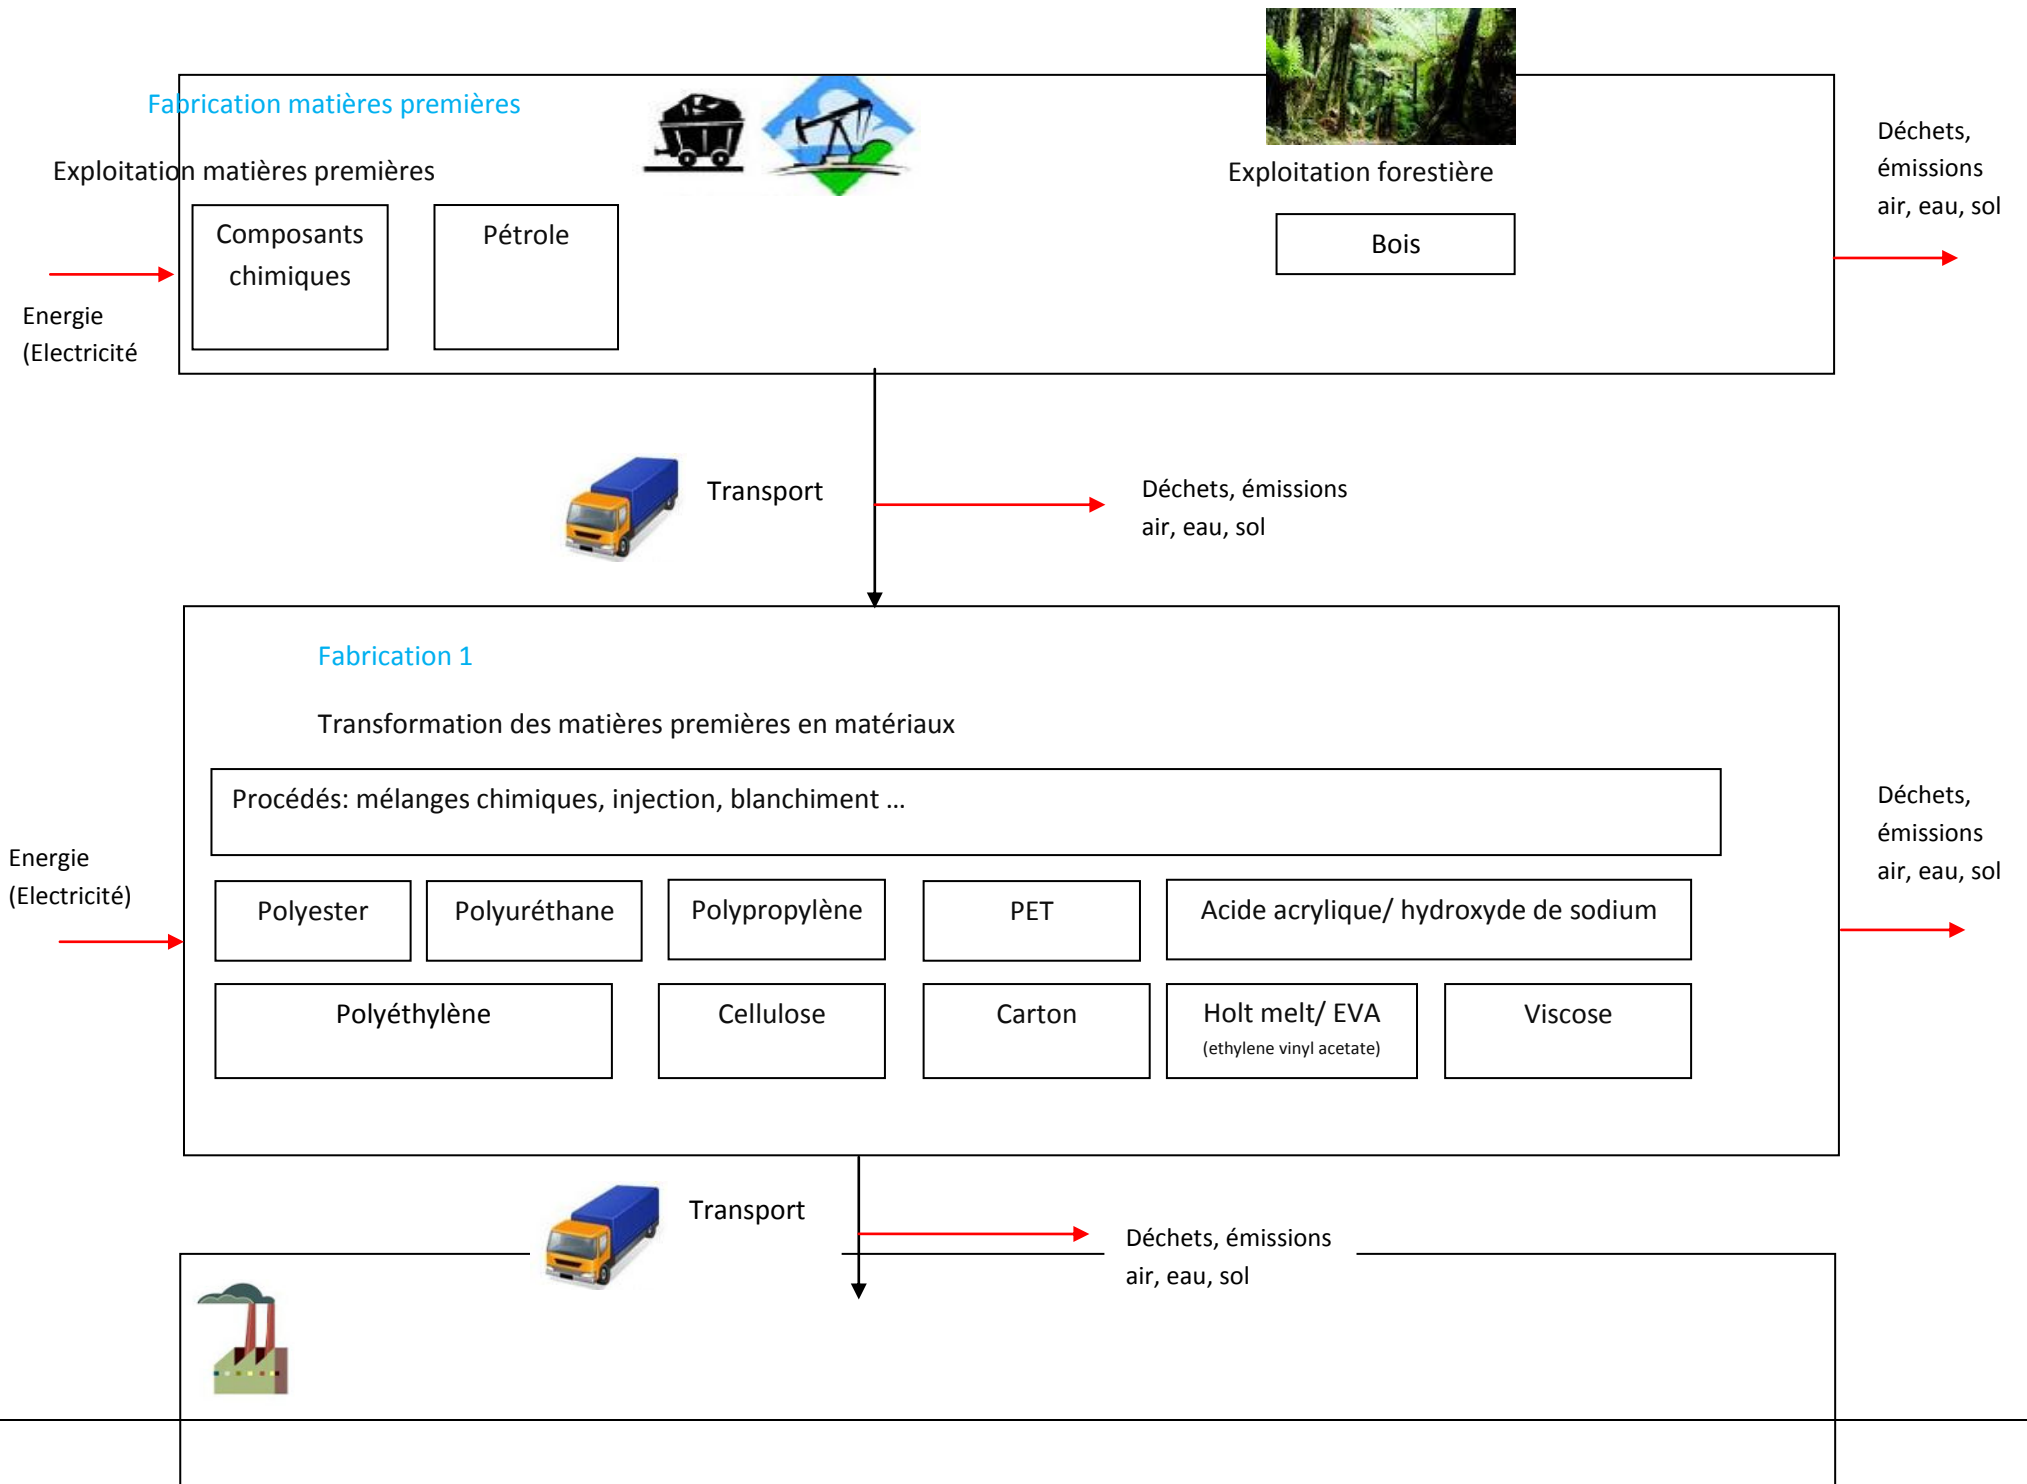 Fabrication matières premières
Exploitation matières premières
Exploitation forestière
Déchets,
émissions
air, eau, sol
Composants
chimiques
Pétrole
Bois
Energie
(Electricité
Transport
Déchets, émissions
air, eau, sol
Fabrication 1
Transformation des matières premières en matériaux
Procédés: mélanges chimiques, injection, blanchiment ...
Déchets,
émissions
air, eau, sol
Energie
(Electricité)
Polyester
Polyuréthane
Polypropylène
PET
Acide acrylique/ hydroxyde de sodium
Polyéthylène
Cellulose
Carton
Holt melt/ EVA
(ethylene vinyl acetate)
Viscose
Transport
Déchets, émissions
air, eau, sol